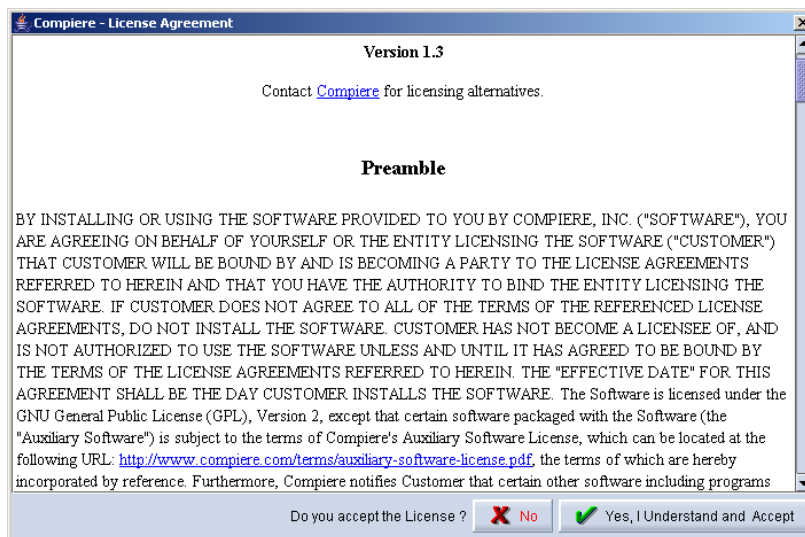 Compiere - License Agreement
Version 1.3
Contact Compiere for licensing alternatives.
Preamble
BY INSTALLING OR USING THE SOFTWARE PROVIDED TO YOU BY COMPIERE, INC. ("SOFTWARE"), YOU
ARE AGREEING ON BEHALF OF YOURSELF OR THE ENTITY LICENSING THE SOFTWARE ("CUSTOMER")
THAT CUSTOMER WILL BE BOUND BY AND IS BECOMING A PARTY TO THE LICENSE AGREEMENTS
REFERRED TO HEREIN AND THAT YOU HAVE THE AUTHORITY TO BIND THE ENTITY LICENSING THE
SOFTWARE. IF CUSTOMER DOES NOT AGREE TO ALL OF THE TERMS OF THE REFERENCED LICENSE
AGREEMENTS, DO NOT INSTALL THE SOFTWARE. CUSTOMER HAS NOT BECOME A LICENSEE OF, AND
IS NOT AUTHORIZED TO USE THE SOFTWARE UNLESS AND UNTIL IT HAS AGREED TO BE BOUND BY
THE TERMS OF THE LICENSE AGREEMENTS REFERRED TO HEREIN. THE "EFFECTIVE DATE" FOR THIS
AGREEMENT SHALL BE THE DAY CUSTOMER INSTALLS THE SOFTWARE. The Software is licensed under the
GNU General Public License (GPL), Version 2, except that certain software packaged with the Software (the
"Auxiliary Software") is subject to the terms of Compiere's Auxiliary Software License, which can be located at the
following URL: http://www.compiere.com/terms/auxiliary-software-license.pdf, the terms of which are hereby
incorporated by reference. Furthermore, Compiere notifies Customer that certain other software including programs
Do you accept the License ? No Yes, I Understand and Accept